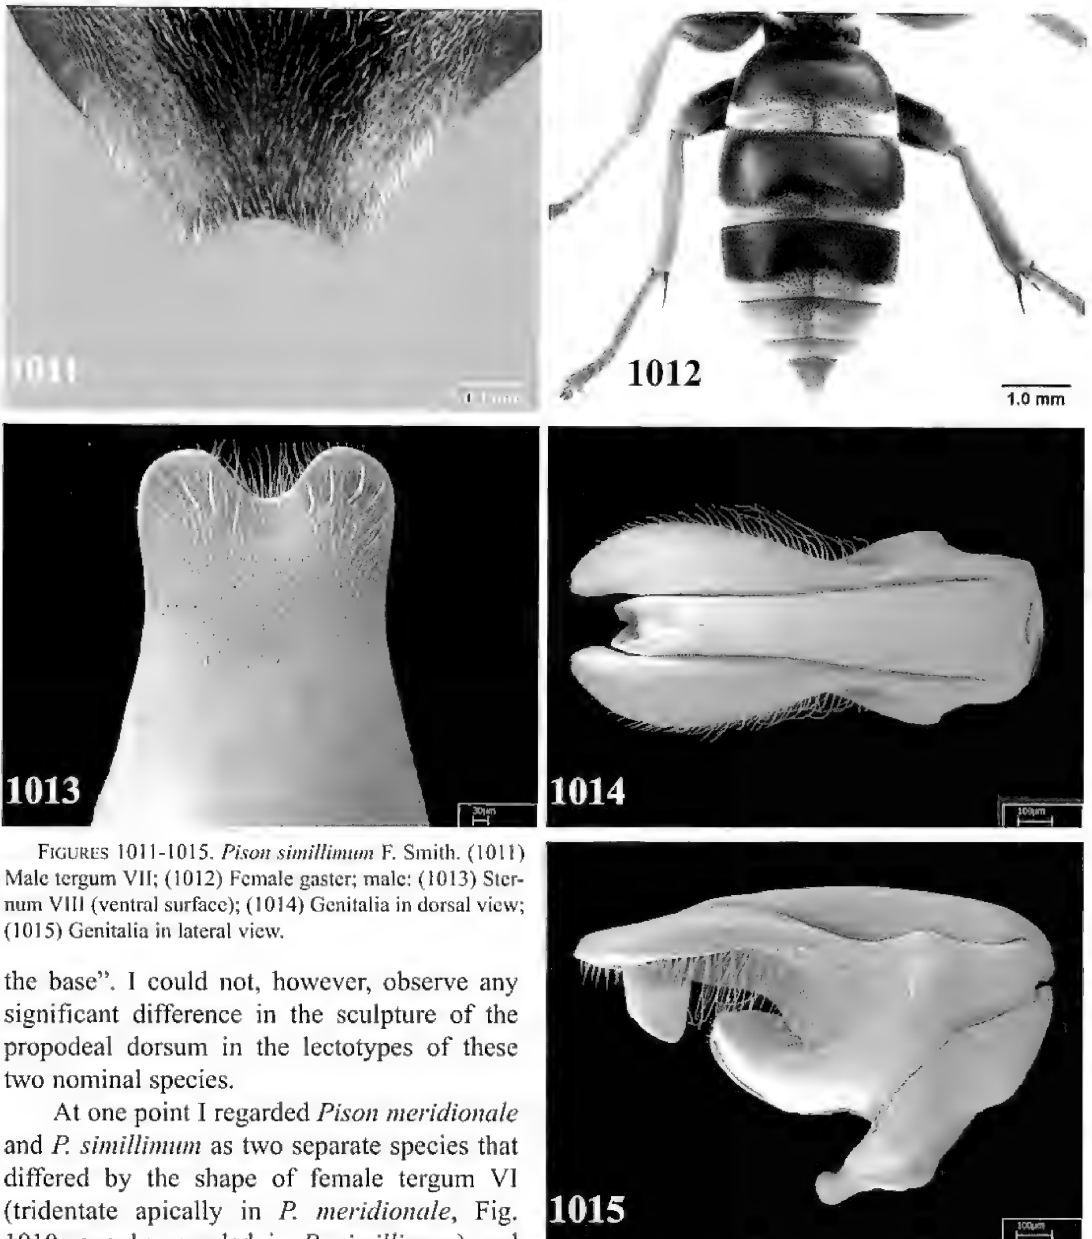 1011
1012
1.0 mm
1013
30µm
1014
100µm
FIGURES 1011-1015. Pison simillimum F. Smith. (1011)
Male tergum VII; (1012) Female gaster; male: (1013) Ster-
num VIII (ventral surface); (1014) Genitalia in dorsal view;
(1015) Genitalia in lateral view.
the base”. I could not, however, observe any
significant difference in the sculpture of the
propodeal dorsum in the lectotypes of these
two nominal species.
At one point I regarded Pison meridionale
and P. simillimum as two separate species that
differed by the shape of female tergum VI
(tridentate apically in P. meridionale, Fig.
1015
100µm